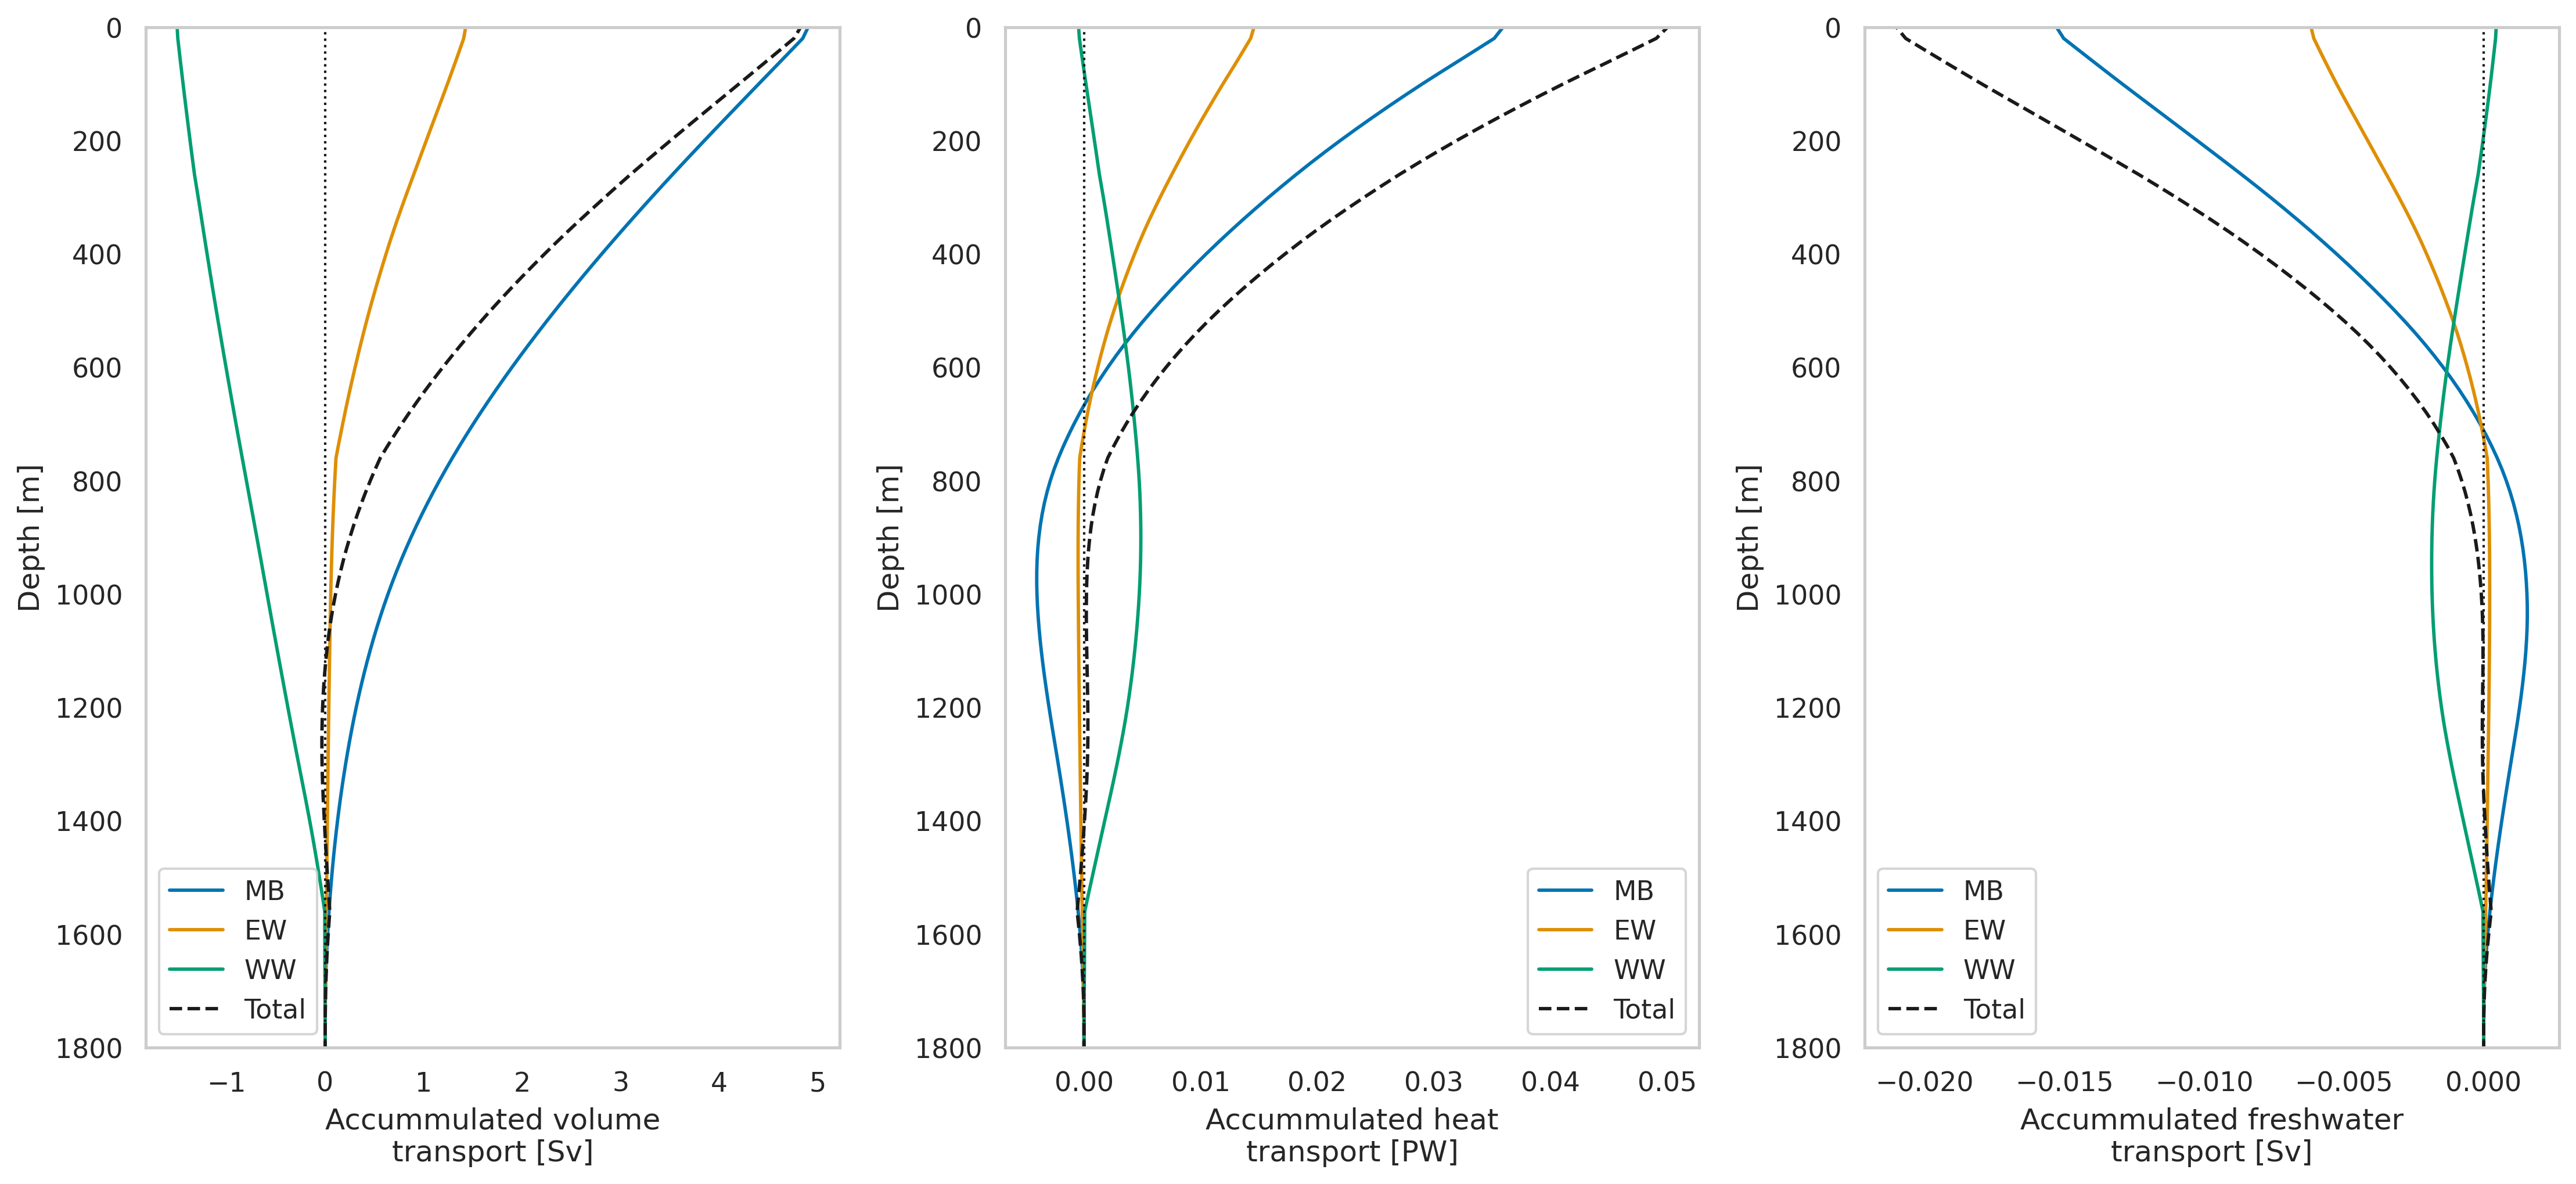 0
200
400
600
800
1000
1200
1400
1600
1800
Depth [m]
−1 0 1 2 3 4 5
Accummulated volume
transport [Sv]
MB
EW
WW
Total
0
200
400
600
800
1000
1200
1400
1600
1800
Depth [m]
0.00 0.01 0.02 0.03 0.04 0.05
Accummulated heat
transport [PW]
MB
EW
WW
Total
0
200
400
600
800
1000
1200
1400
1600
1800
Depth [m]
−0.020 −0.015 −0.010 −0.005 0.000
Accummulated freshwater
transport [Sv]
MB
EW
WW
Total